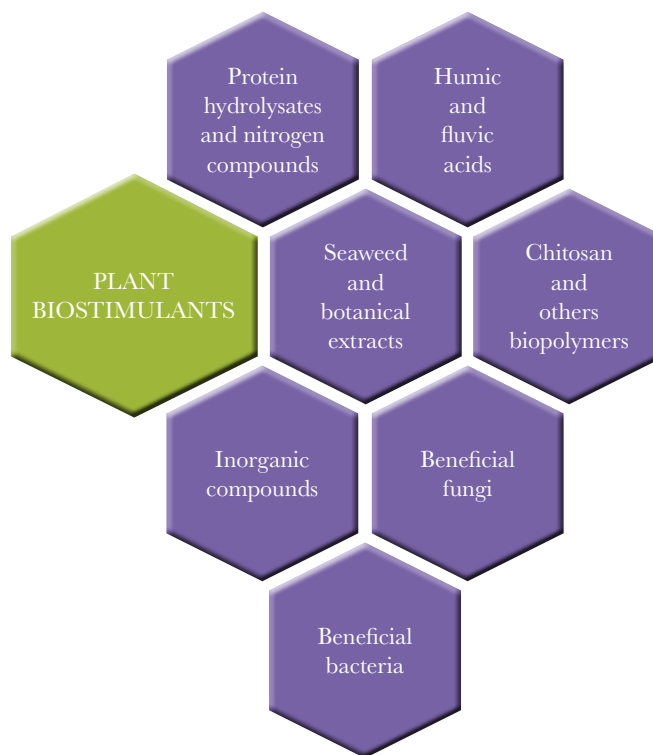 Protein
hydrolysates
and nitrogen
compounds
Humic
and
fluvic
acids
PLANT
BIOSTIMULANTS
Seaweed
and
botanical
extracts
Chitosan
and
others
biopolymers
Inorganic
compounds
Beneficial
fungi
Beneficial
bacteria